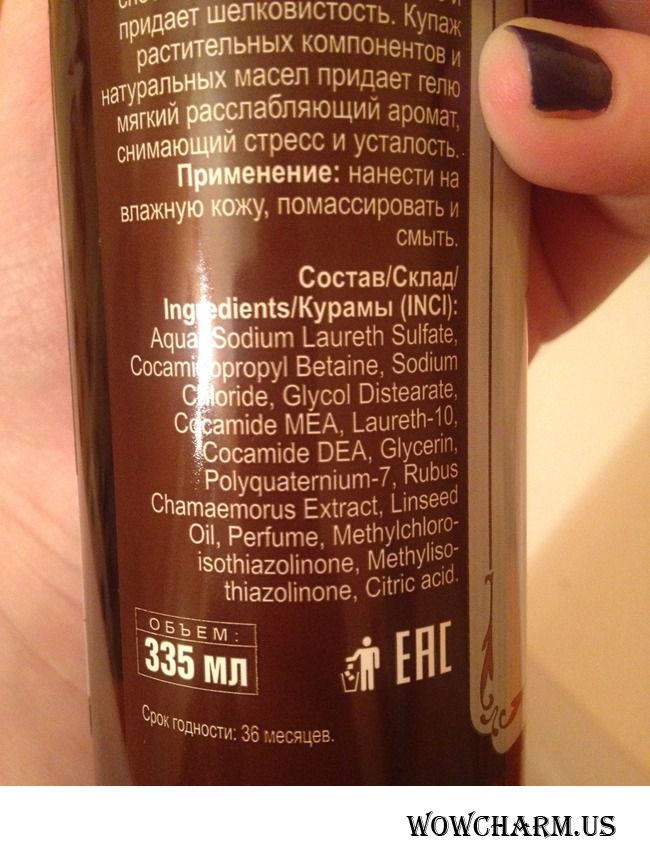 придает шелковистость. Купаж
растительных компонентов и
натуральных масел придает гелю
мягкий расслабляющий аромат,
снимающий стресс и усталость.
Применение: нанести на
влажную кожу, помассировать и
смыть.
Состав/Склад/
Ingredients/Курамы (INCI):
Aqua, Sodium Laureth Sulfate,
Cocamidopropyl Betaine, Sodium
Chloride, Glycol Distearate,
Cocamide MEA, Laureth-10,
Cocamide DEA, Glycerin,
Polyquaternium-7, Rubus
Chamaemorus Extract, Linseed
Oil, Perfume, Methylchloro-
isothiazolinone, Methyliso-
thiazolinone, Citric acid.
ОБЪЕМ:
335 мл
EAC
Срок годности: 36 месяцев.
WOWCHARM.US